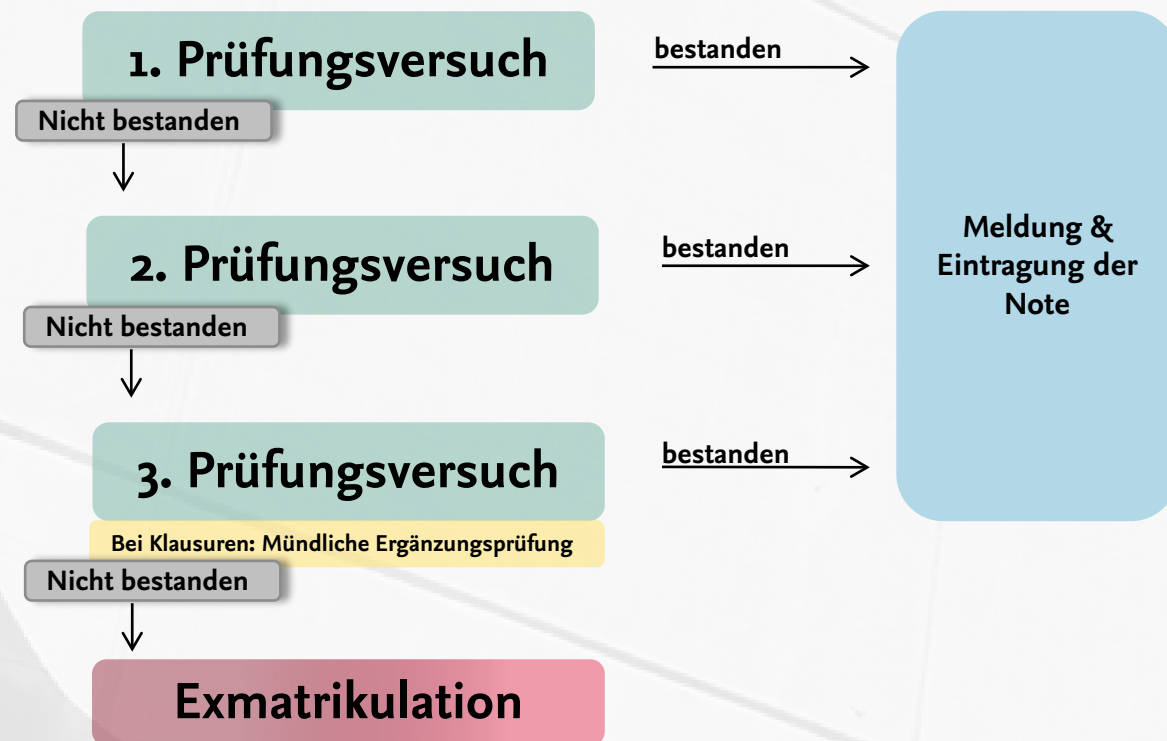 1. Prüfungsversuch
bestanden
Nicht bestanden
2. Prüfungsversuch
bestanden
Nicht bestanden
3. Prüfungsversuch
bestanden
Bei Klausuren: Mündliche Ergänzungsprüfung
Nicht bestanden
Exmatrikulation
Meldung &
Eintragung der
Note